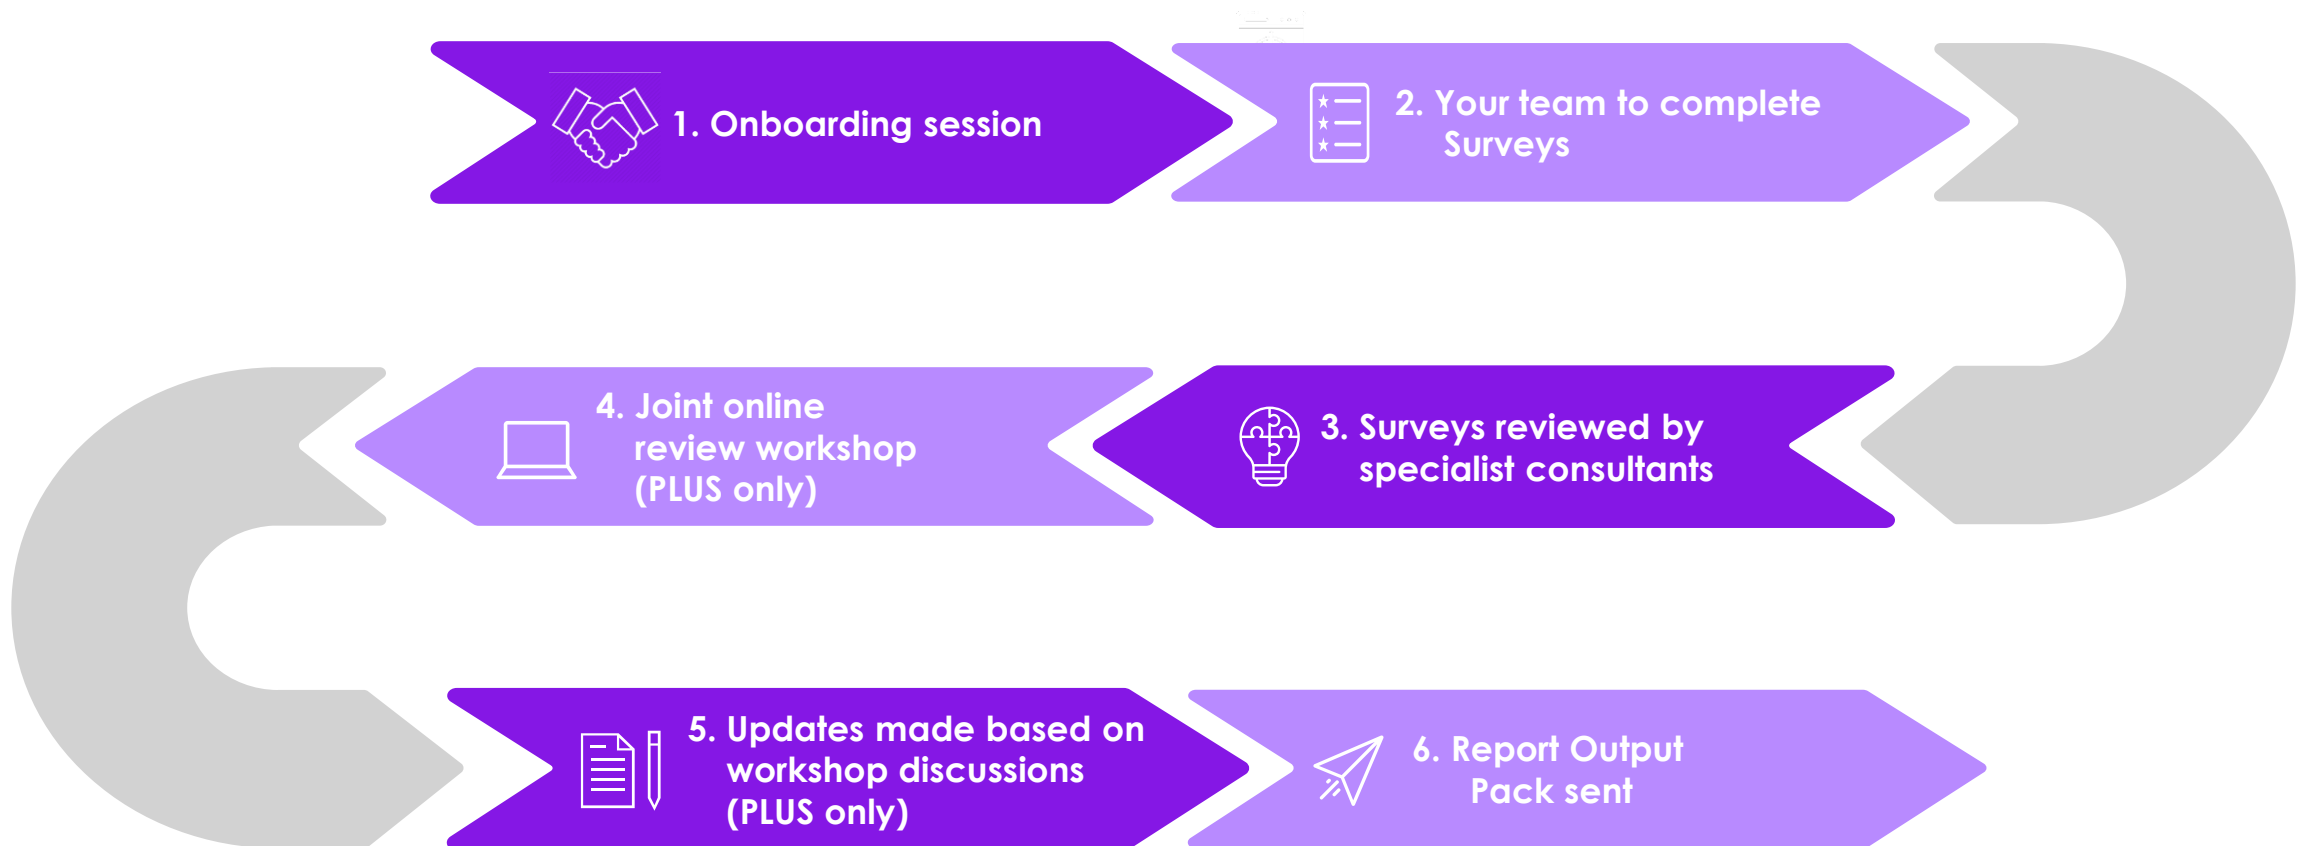 1. Onboarding session
2. Your team to complete
Surveys
3. Surveys reviewed by
specialist consultants
4. Joint online
review workshop
(PLUS only)
5. Updates made based on
workshop discussions
(PLUS only)
6. Report Output
Pack sent